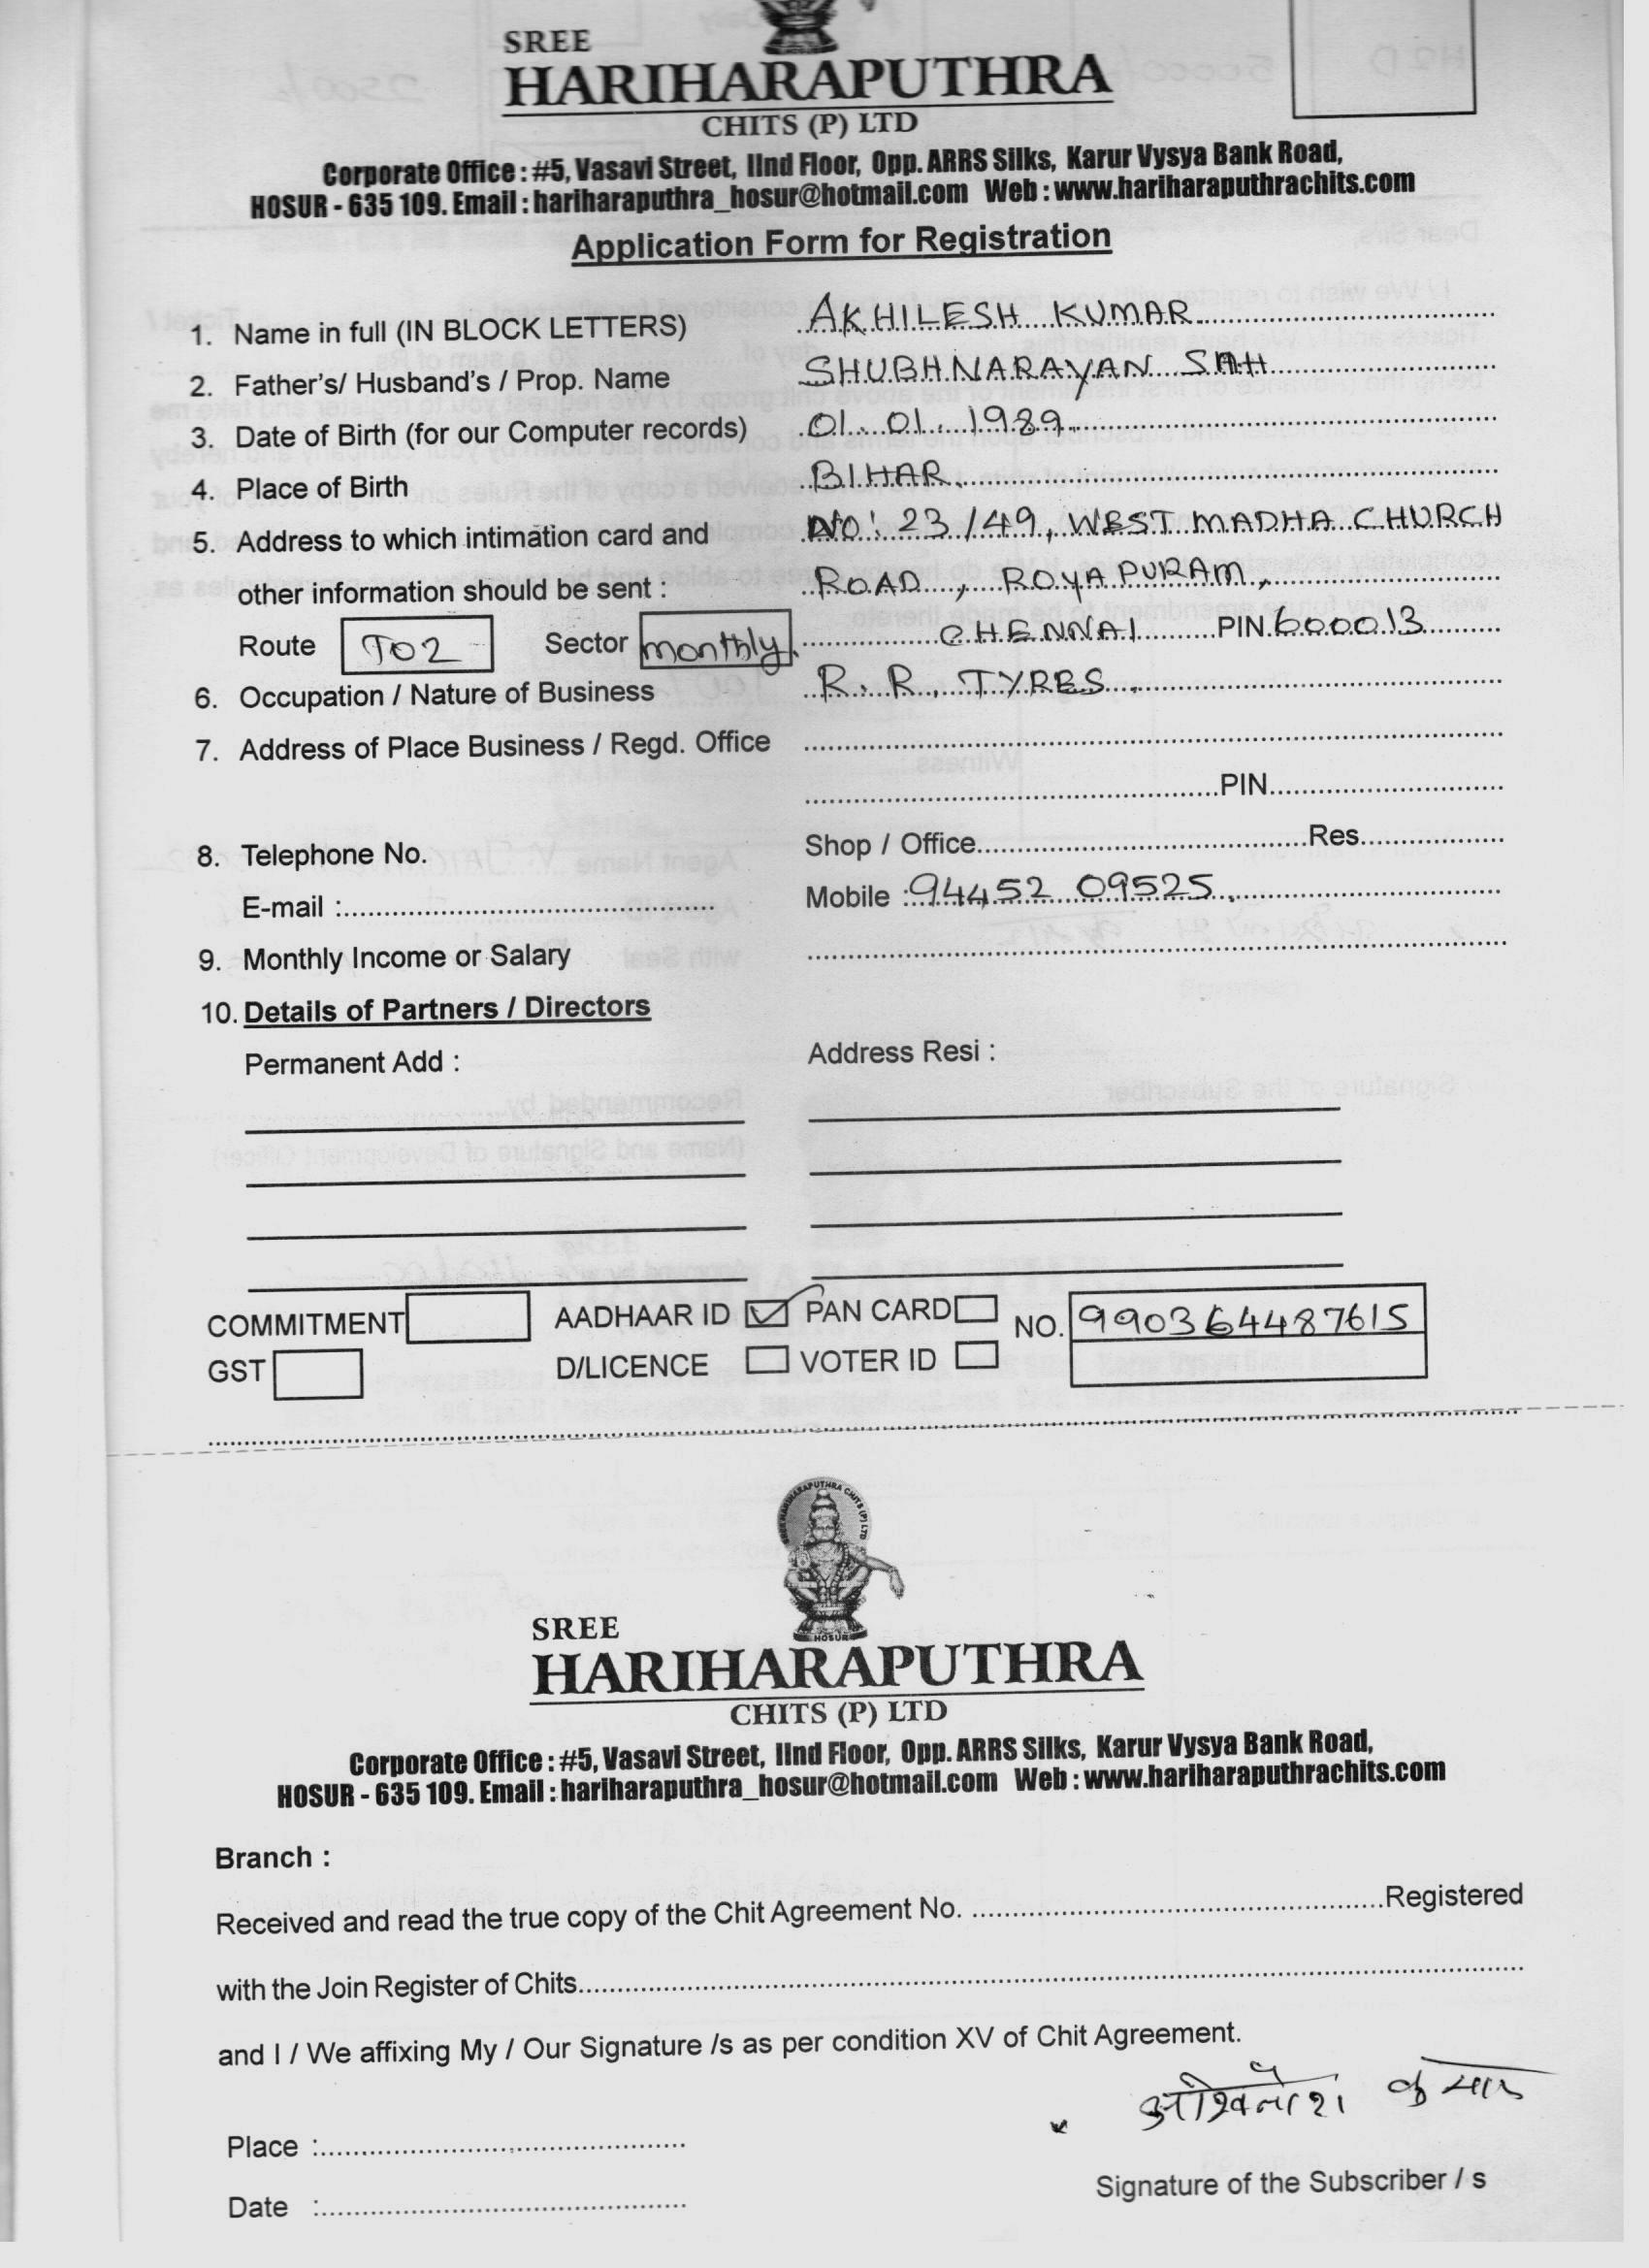 SREE
HARIHARAPUTHRA
CHITS (P) LTD
Corporate Office : #5, Vasavi Street, IInd Floor, Opp. ARRS Silks, Karur Vysya Bank Road,
HOSUR - 635 109. Email : hariharaputhra_hosur@hotmail.com Web : www.hariharaputhrachits.com
Application Form for Registration
1. Name in full (IN BLOCK LETTERS) AKHILESH KUMAR
2. Father's/ Husband's / Prop. Name SHUBHNARAYAN SAH
3. Date of Birth (for our Computer records) 01.01.1989
4. Place of Birth BIHAR
5. Address to which intimation card and NO: 23/49, WEST MADHA CHURCH
other information should be sent : ROAD, ROYAPURAM,
Route T02 Sector monthly CHENNAI PIN 600013
6. Occupation / Nature of Business R.R. TYRES
7. Address of Place Business / Regd. Office
PIN
8. Telephone No. Shop / Office Res.
E-mail : Mobile : 94452 09525
9. Monthly Income or Salary
10. Details of Partners / Directors
Permanent Add : Address Resi :
COMMITMENT AADHAAR ID PAN CARD NO. 990364487615
GST D/LICENCE VOTER ID
SREE HARIHARAPUTHRA CHITS (P) LTD
HOSUR
SREE
HARIHARAPUTHRA
CHITS (P) LTD
Corporate Office : #5, Vasavi Street, IInd Floor, Opp. ARRS Silks, Karur Vysya Bank Road,
HOSUR - 635 109. Email : hariharaputhra_hosur@hotmail.com Web : www.hariharaputhrachits.com
Branch :
Received and read the true copy of the Chit Agreement No. Registered
with the Join Register of Chits
and I / We affixing My / Our Signature /s as per condition XV of Chit Agreement.
अखिलेश कुमार
Place :
Date :
Signature of the Subscriber / s